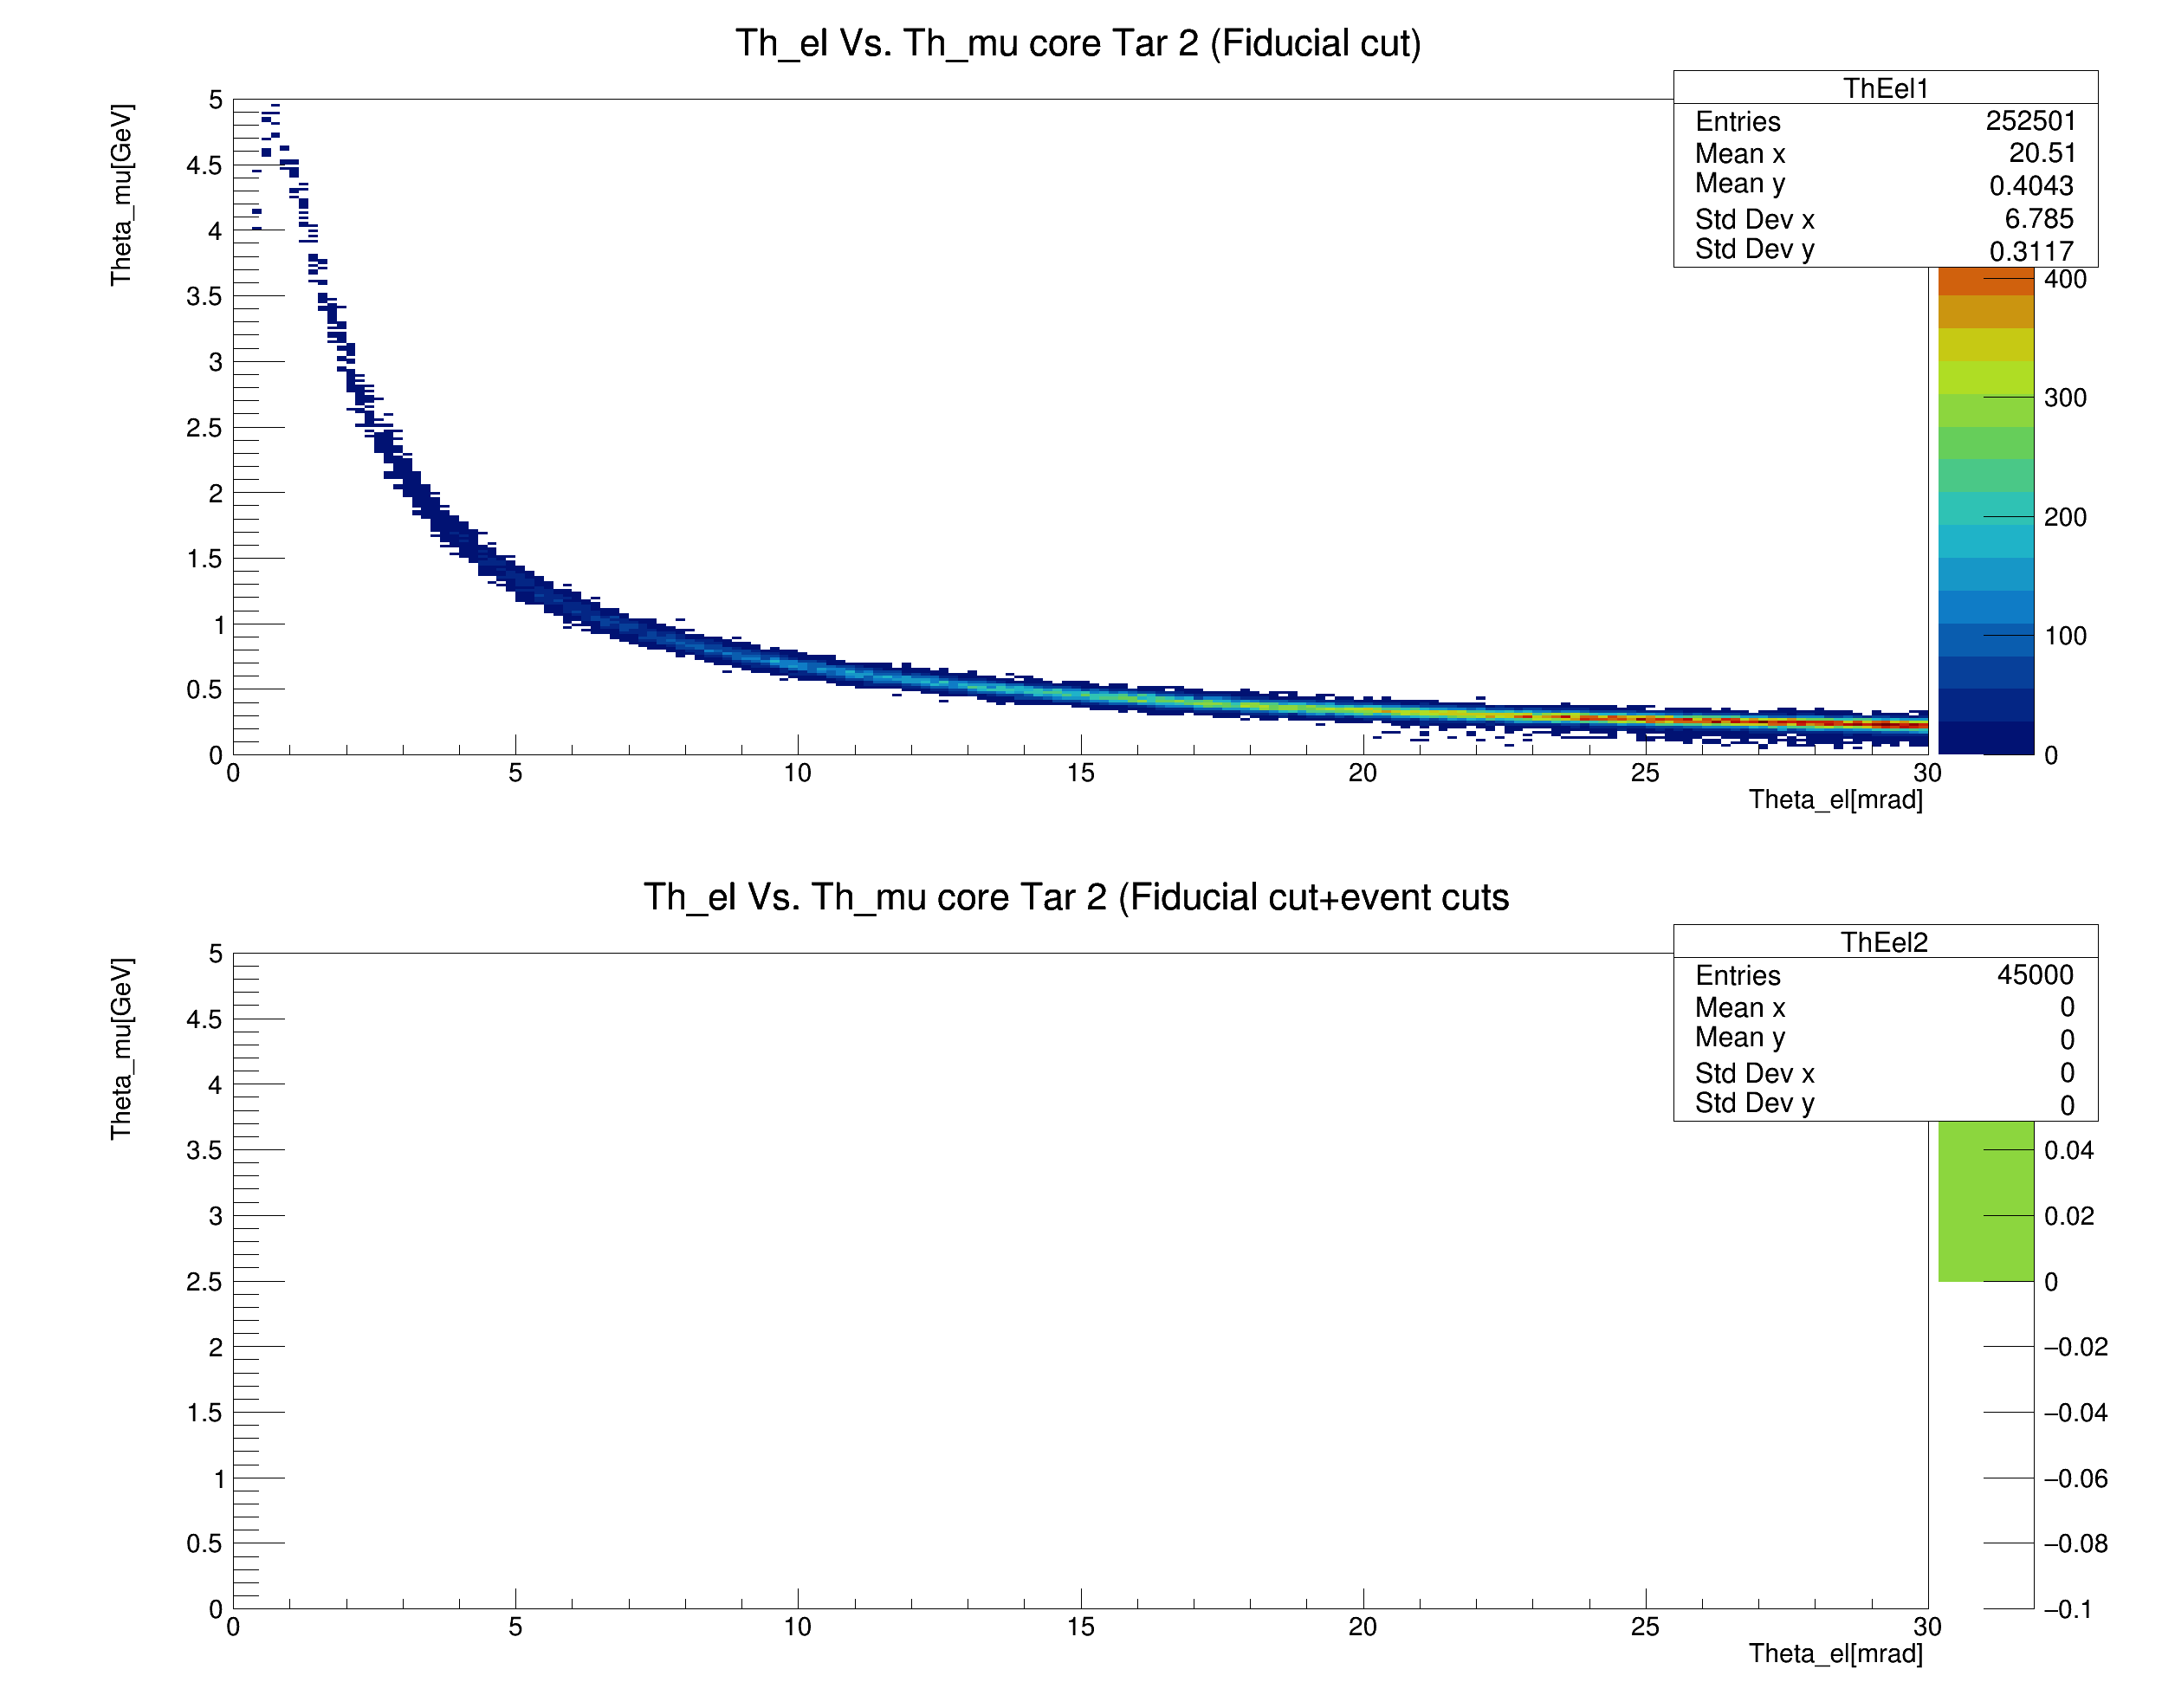 Th_el Vs. Th_mu core Tar 2 (Fiducial cut)
ThEel1
Entries 252501
Mean x 20.51
Mean y 0.4043
Std Dev x 6.785
Std Dev y 0.3117
Theta_mu[GeV]
5
4.5
4
3.5
3
2.5
2
1.5
1
0.5
0
400
300
200
100
0
0 5 10 15 20 25 30
Theta_el[mrad]
Th_el Vs. Th_mu core Tar 2 (Fiducial cut+event cuts
ThEel2
Entries 45000
Mean x 0
Mean y 0
Std Dev x 0
Std Dev y 0
Theta_mu[GeV]
5
4.5
4
3.5
3
2.5
2
1.5
1
0.5
0
0.04
0.02
0
−0.02
−0.04
−0.06
−0.08
−0.1
0 5 10 15 20 25 30
Theta_el[mrad]